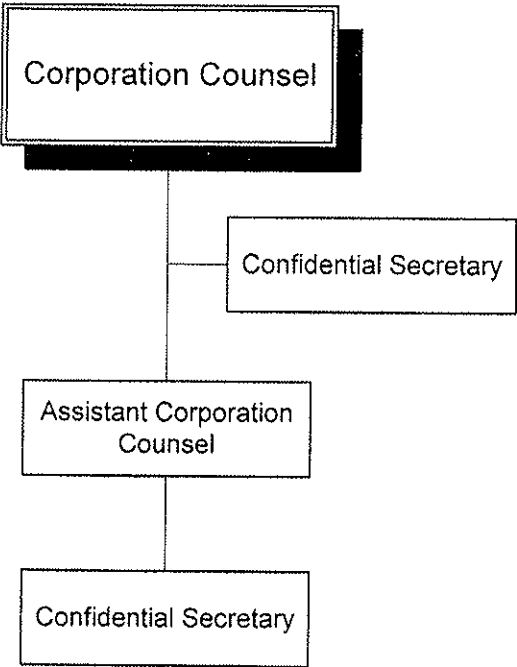 Corporation Counsel
Confidential Secretary
Assistant Corporation
Counsel
Confidential Secretary